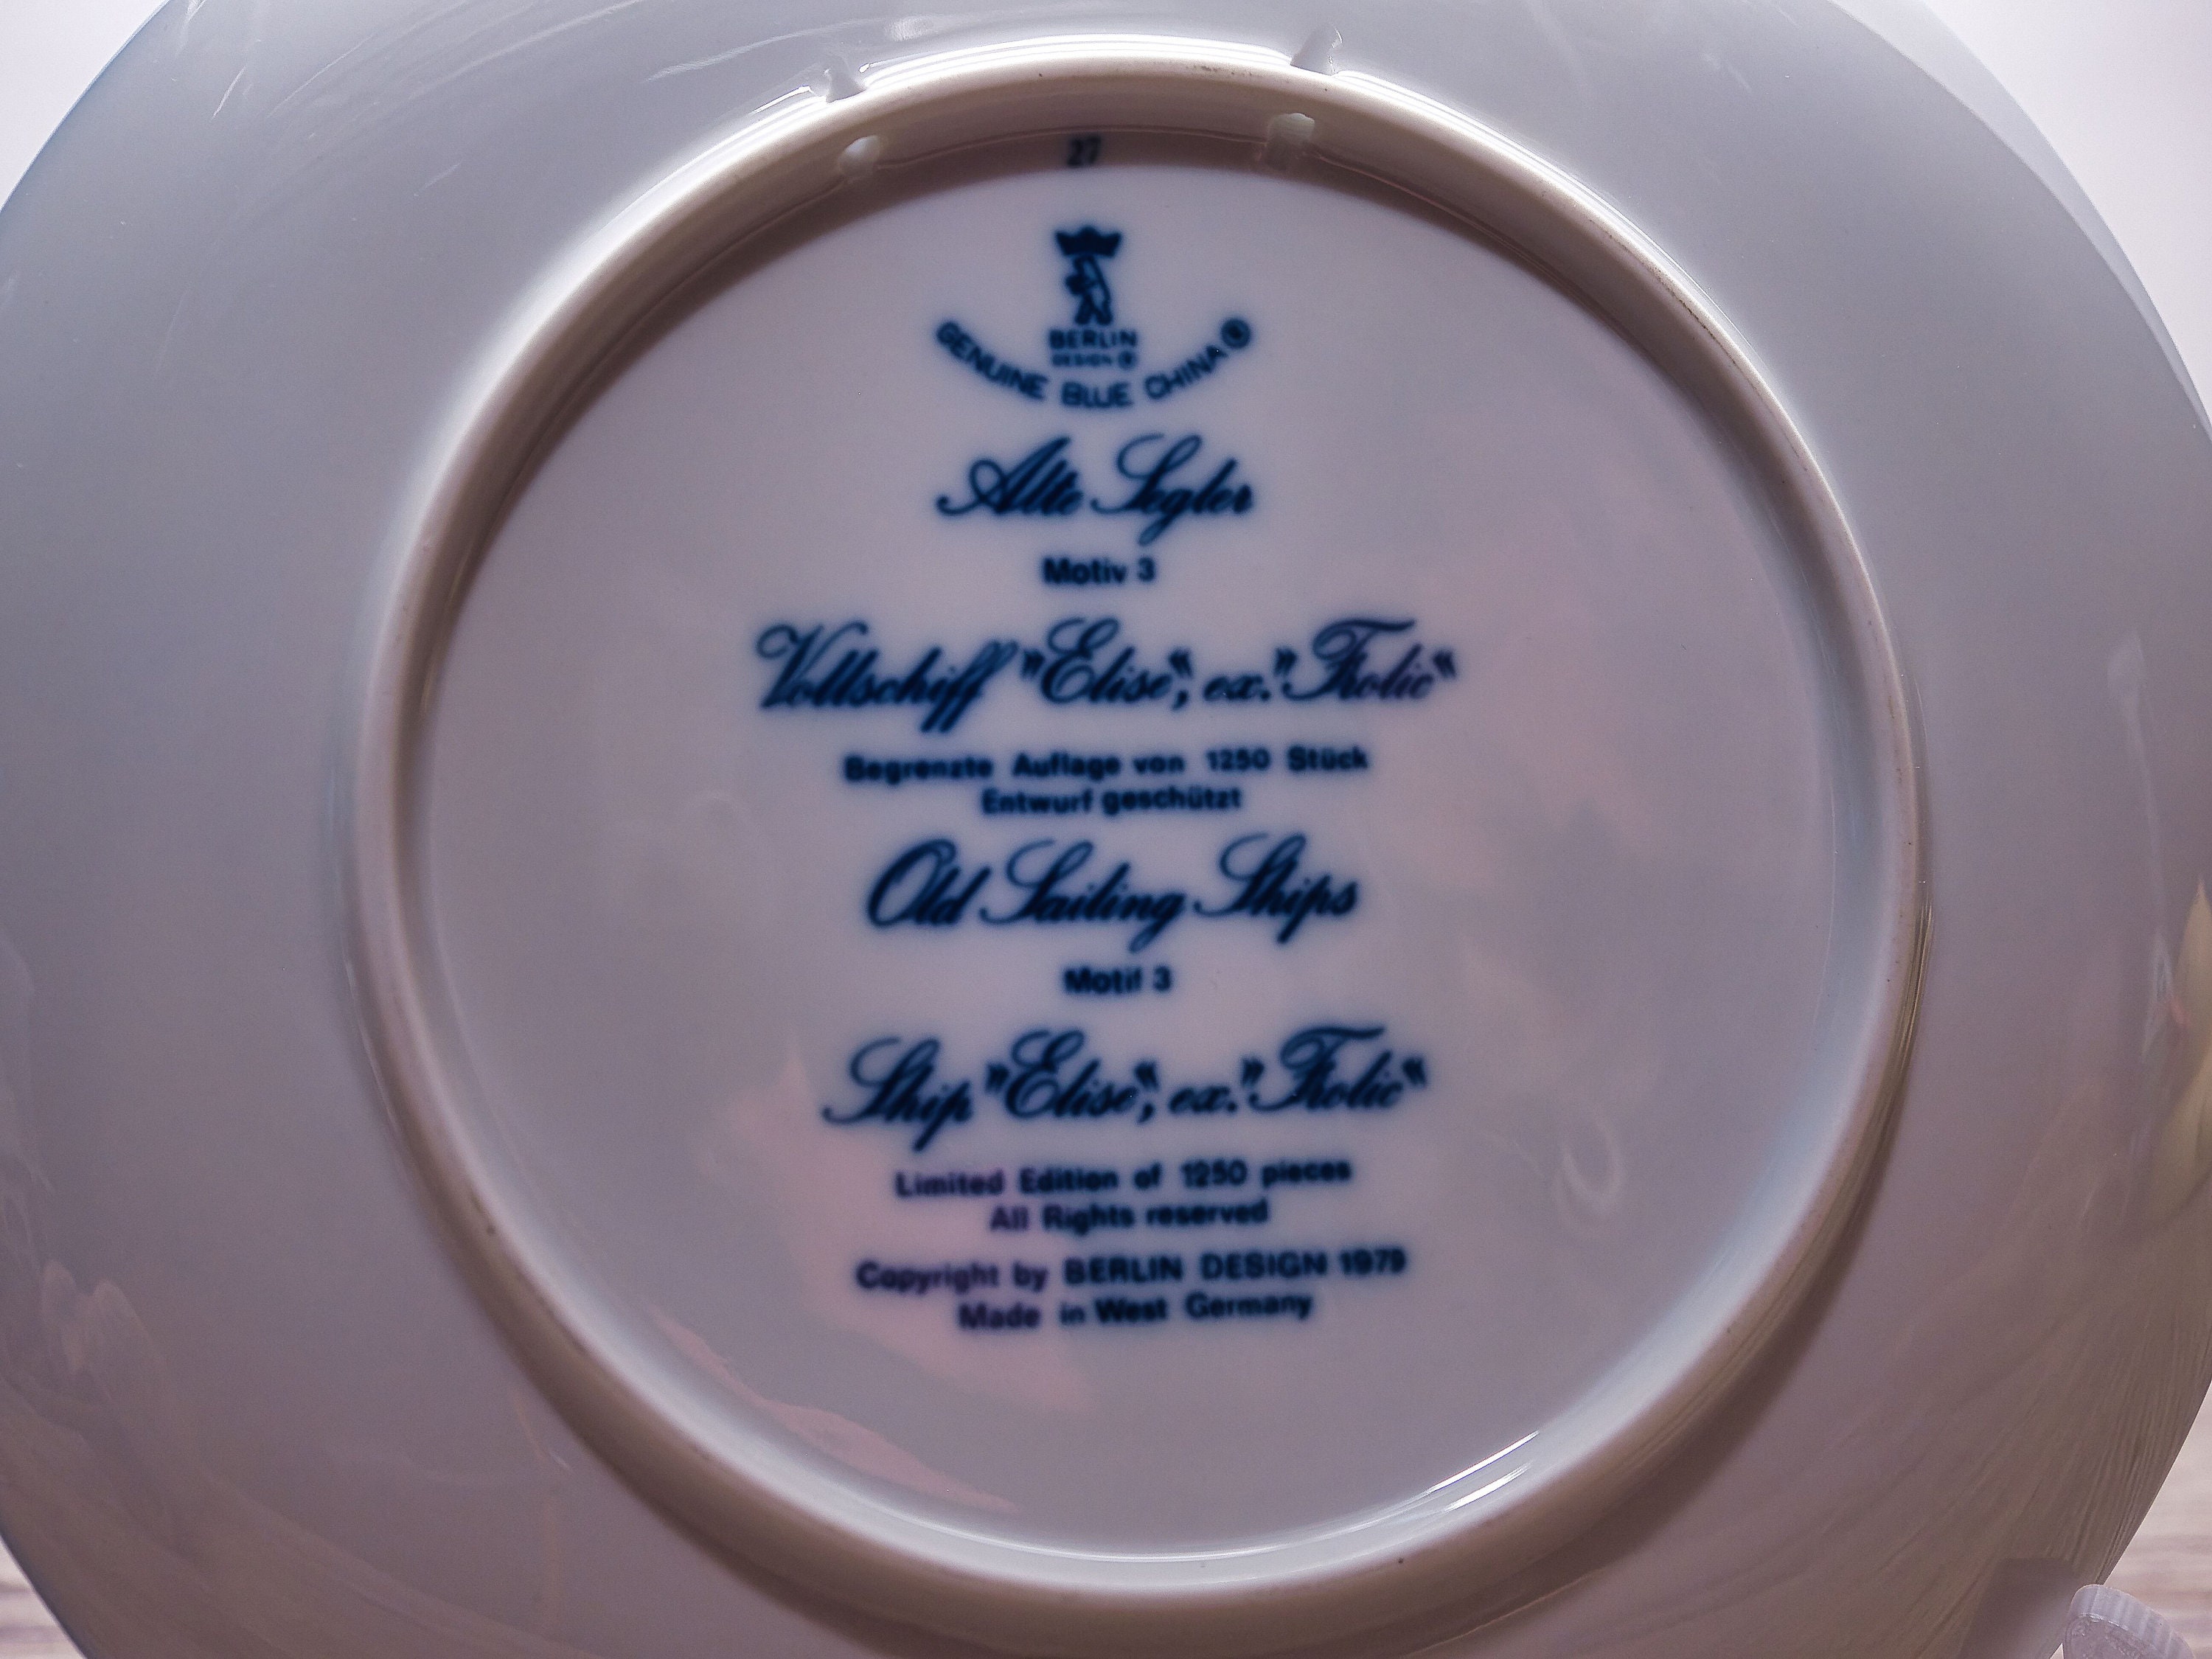 27
BERLIN
DESIGN ®
GENUINE BLUE CHINA ®
Alte Segler
Motiv 3
Vollschiff "Elise", ex. "Frolic"
Begrenzte Auflage von 1250 Stück
Entwurf geschützt
Old Sailing Ships
Motif 3
Ship "Elise", ex. "Frolic"
Limited Edition of 1250 pieces
All Rights reserved
Copyright by BERLIN DESIGN 1979
Made in West Germany